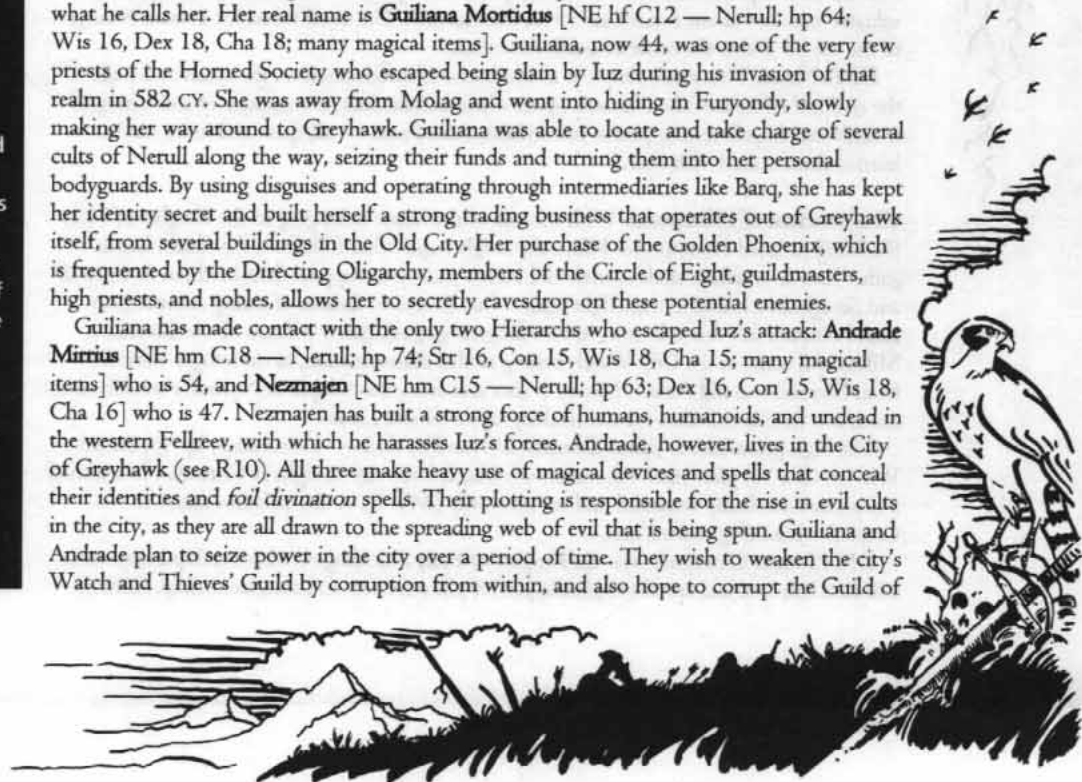 what he calls her. Her real name is Guiliana Mortidus [NE hf C12 — Nerull; hp 64;
Wis 16, Dex 18, Cha 18; many magical items]. Guiliana, now 44, was one of the very few
priests of the Horned Society who escaped being slain by Iuz during his invasion of that
realm in 582 CY. She was away from Molag and went into hiding in Furyondy, slowly
making her way around to Greyhawk. Guiliana was able to locate and take charge of several
cults of Nerull along the way, seizing their funds and turning them into her personal
bodyguards. By using disguises and operating through intermediaries like Barq, she has kept
her identity secret and built herself a strong trading business that operates out of Greyhawk
itself, from several buildings in the Old City. Her purchase of the Golden Phoenix, which
is frequented by the Directing Oligarchy, members of the Circle of Eight, guildmasters,
high priests, and nobles, allows her to secretly eavesdrop on these potential enemies.
Guiliana has made contact with the only two Hierarchs who escaped Iuz's attack: Andrade
Mirrius [NE hm C18 — Nerull; hp 74; Str 16, Con 15, Wis 18, Cha 15; many magical
items] who is 54, and Nezmajen [NE hm C15 — Nerull; hp 63; Dex 16, Con 15, Wis 18,
Cha 16] who is 47. Nezmajen has built a strong force of humans, humanoids, and undead in
the western Fellreev, with which he harasses Iuz's forces. Andrade, however, lives in the City
of Greyhawk (see R10). All three make heavy use of magical devices and spells that conceal
their identities and foil divination spells. Their plotting is responsible for the rise in evil cults
in the city, as they are all drawn to the spreading web of evil that is being spun. Guiliana and
Andrade plan to seize power in the city over a period of time. They wish to weaken the city's
Watch and Thieves' Guild by corruption from within, and also hope to corrupt the Guild of